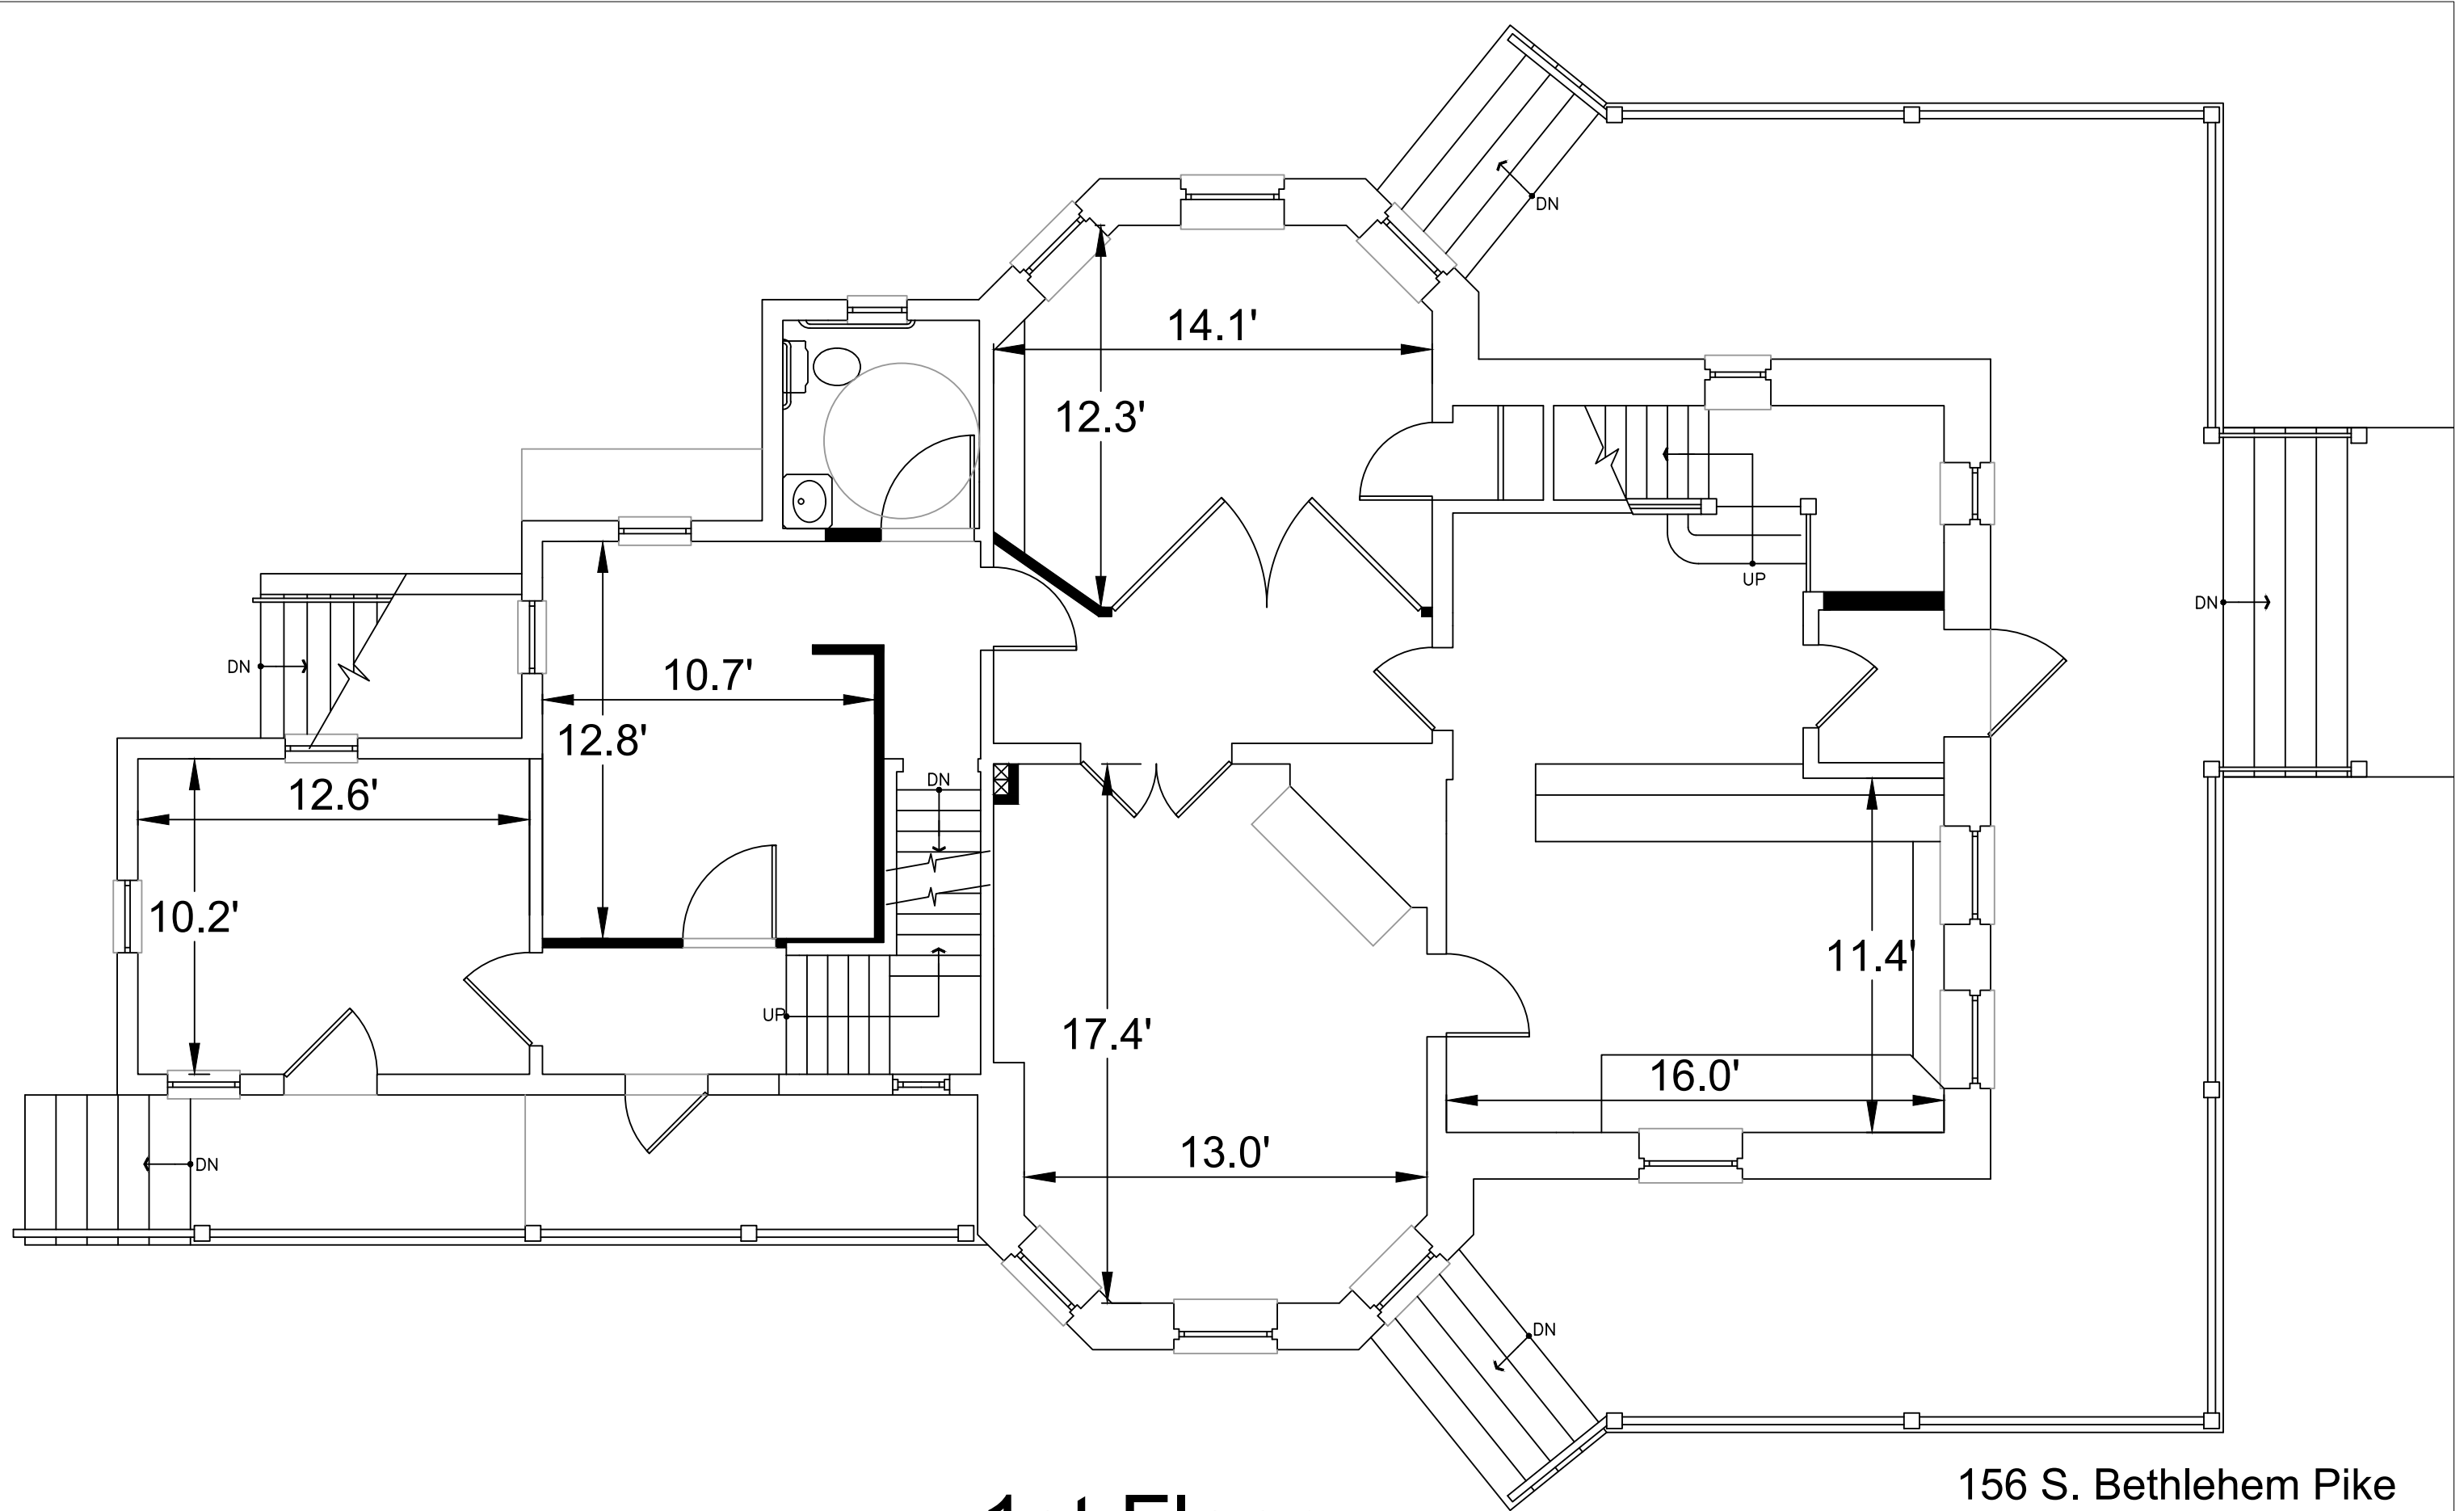 DN
14.1'
12.3'
UP
DN
DN
10.7'
12.8'
DN
12.6'
10.2'
11.4'
UP
17.4'
16.0'
13.0'
DN
DN
156 S. Bethlehem Pike